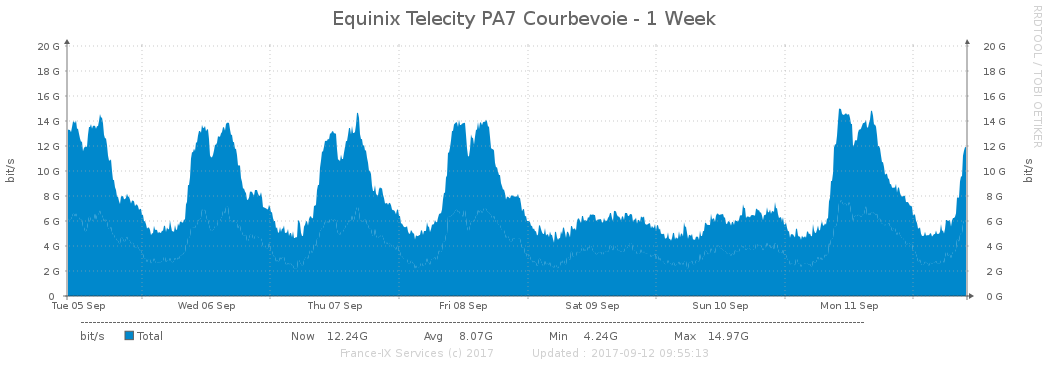 Equinix Telecity PA7 Courbevoie - 1 Week
RRDTOOL / TOBI OETIKER
20 G 20 G
18 G 18 G
16 G 16 G
14 G 14 G
12 G 12 G
10 G 10 G
8 G 8 G
6 G 6 G
4 G 4 G
2 G 2 G
0 0 G
bit/s
bit/s
Tue 05 Sep Wed 06 Sep Thu 07 Sep Fri 08 Sep Sat 09 Sep Sun 10 Sep Mon 11 Sep
bit/s Total Now 12.24G Avg 8.07G Min 4.24G Max 14.97G
France-IX Services (c) 2017 Updated : 2017-09-12 09:55:13